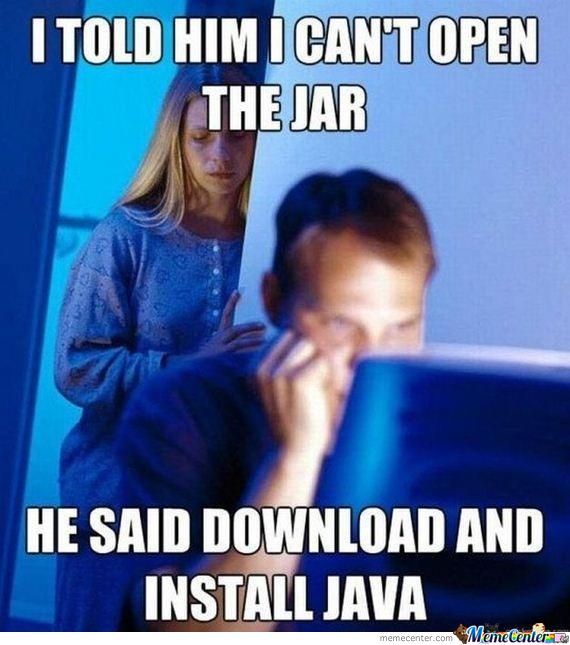 I TOLD HIM I CAN'T OPEN
THE JAR
HE SAID DOWNLOAD AND
INSTALL JAVA
memecenter.com MemeCenter